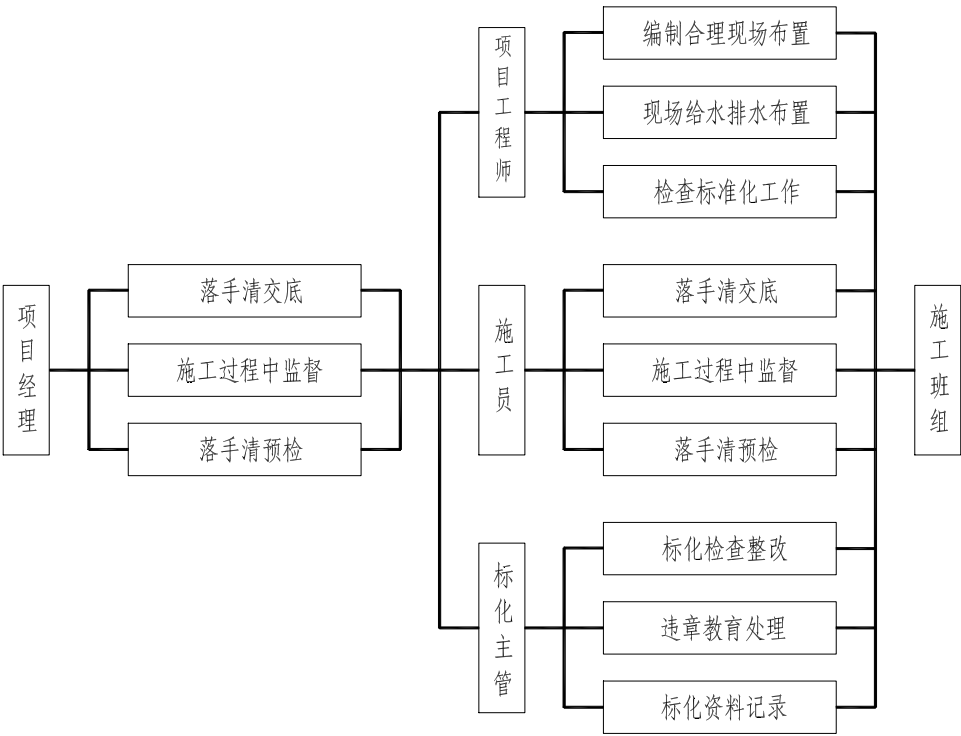 项目经理
落手清交底
施工过程中监督
落手清预检
项目工程师
编制合理现场布置
现场给水排水布置
检查标准化工作
施工员
落手清交底
施工过程中监督
落手清预检
标化主管
标化检查整改
违章教育处理
标化资料记录
施工班组